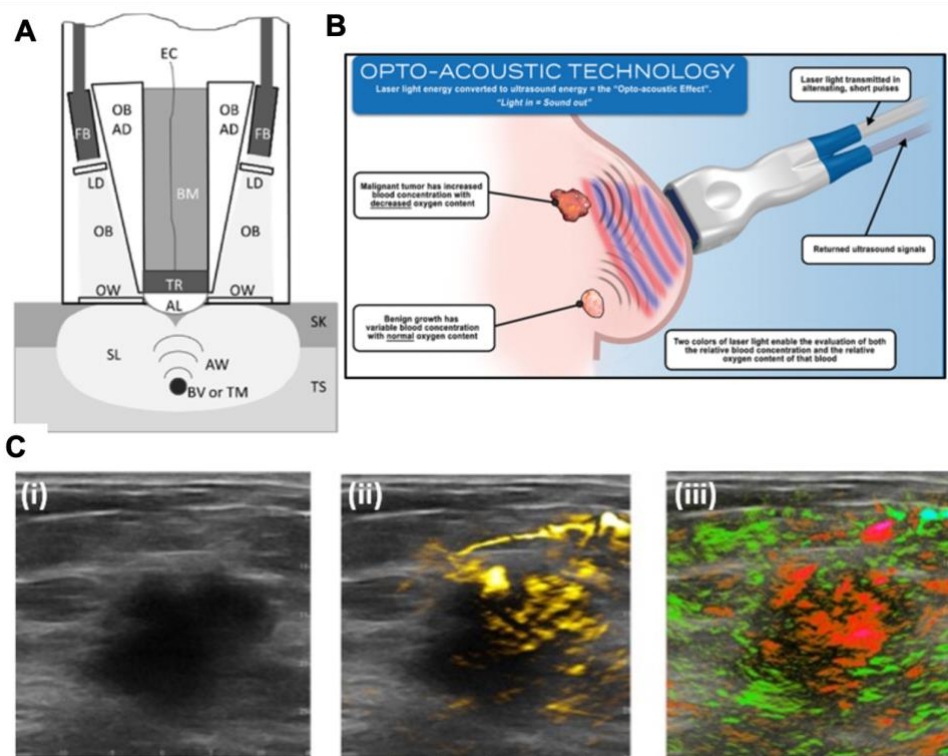 A
EC
OB
AD
OB
AD
FB
FB
LD
LD
BM
OB
OB
TR
OW
OW
AL
SK
SL
AW
TS
BV or TM
B
OPTO-ACOUSTIC TECHNOLOGY
Laser light energy converted to ultrasound energy = the "Opto-acoustic Effect".
"Light in = Sound out"
Laser light transmitted in
alternating, short pulses
Malignant tumor has increased
blood concentration with
decreased oxygen content
Returned ultrasound signals
Benign growth has
variable blood concentration
with normal oxygen content
Two colors of laser light enable the evaluation of both
the relative blood concentration and the relative
oxygen content of that blood
C
(i)
(ii)
(iii)